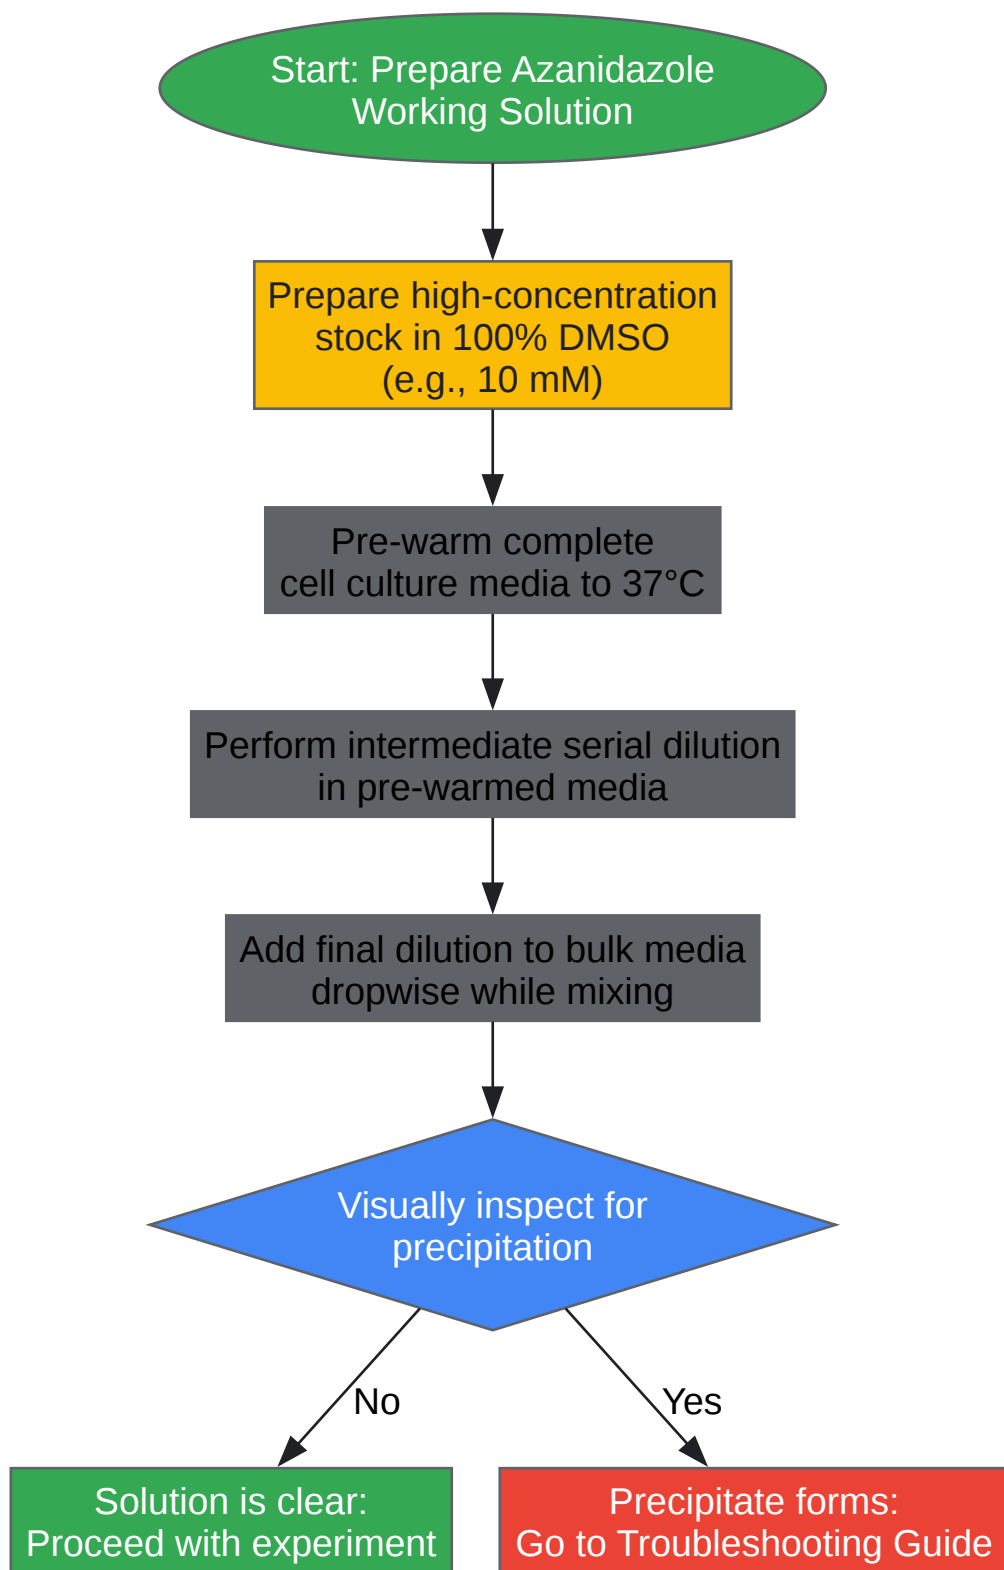 Start: Prepare Azanidazole
Working Solution
Prepare high-concentration
stock in 100% DMSO
(e.g., 10 mM)
Pre-warm complete
cell culture media to 37°C
Perform intermediate serial dilution
in pre-warmed media
Add final dilution to bulk media
dropwise while mixing
Visually inspect for
precipitation
No
Yes
Solution is clear:
Proceed with experiment
Precipitate forms:
Go to Troubleshooting Guide